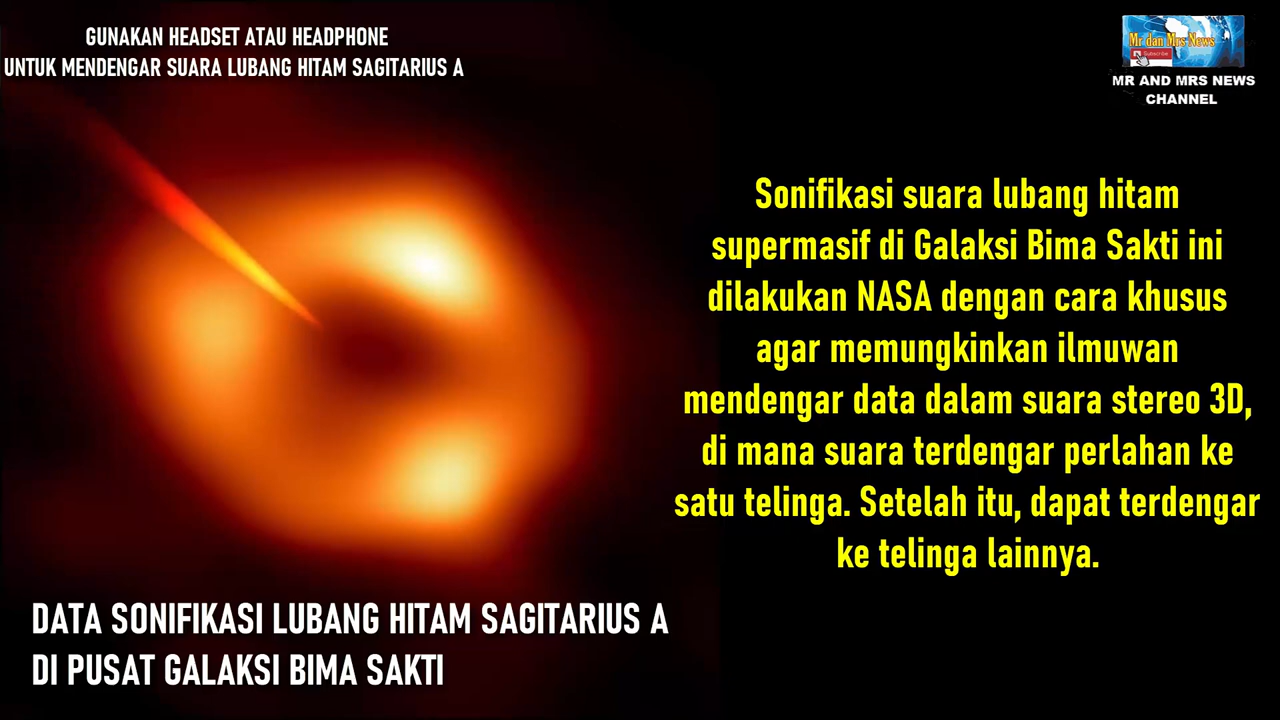 GUNAKAN HEADSET ATAU HEADPHONE
UNTUK MENDENGAR SUARA LUBANG HITAM SAGITARIUS A
Mr dan Mrs News
Subscribe
MR AND MRS NEWS
CHANNEL
Sonifikasi suara lubang hitam
supermasif di Galaksi Bima Sakti ini
dilakukan NASA dengan cara khusus
agar memungkinkan ilmuwan
mendengar data dalam suara stereo 3D,
di mana suara terdengar perlahan ke
satu telinga. Setelah itu, dapat terdengar
ke telinga lainnya.
DATA SONIFIKASI LUBANG HITAM SAGITARIUS A
DI PUSAT GALAKSI BIMA SAKTI